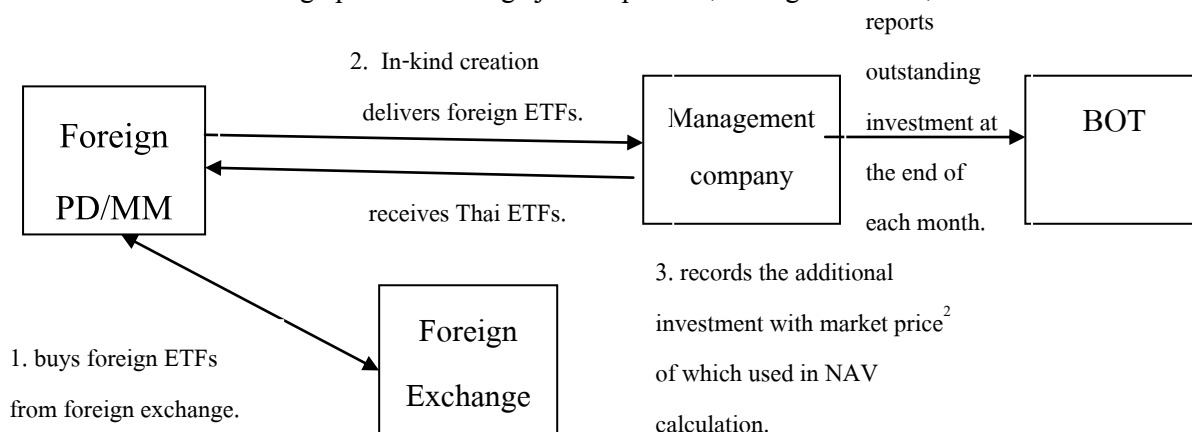 reports
2. In-kind creation
outstanding
delivers foreign ETFs.
investment at
Foreign
PD/MM
Management
company
BOT
the end of
receives Thai ETFs.
each month.
3. records the additional
investment with market price2
of which used in NAV
calculation.
Foreign
Exchange
1. buys foreign ETFs
from foreign exchange.